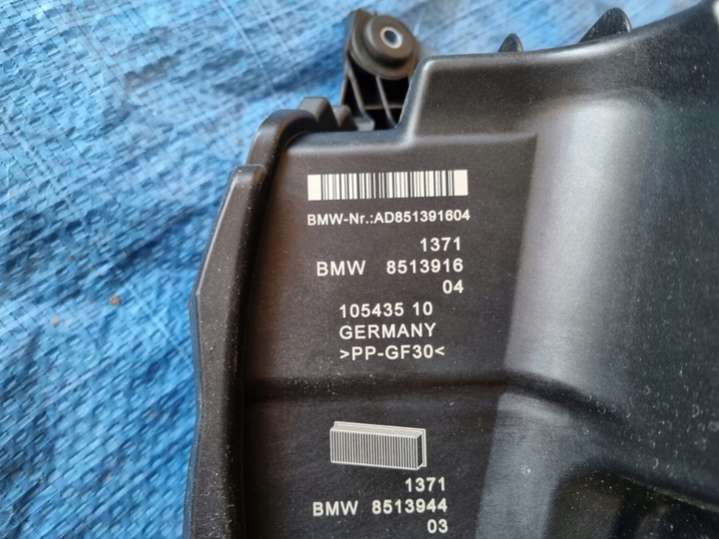 BMW-Nr.:AD851391604
1371
BMW 8513916
04
105435 10
GERMANY
>PP-GF30<
1371
BMW 8513944
03